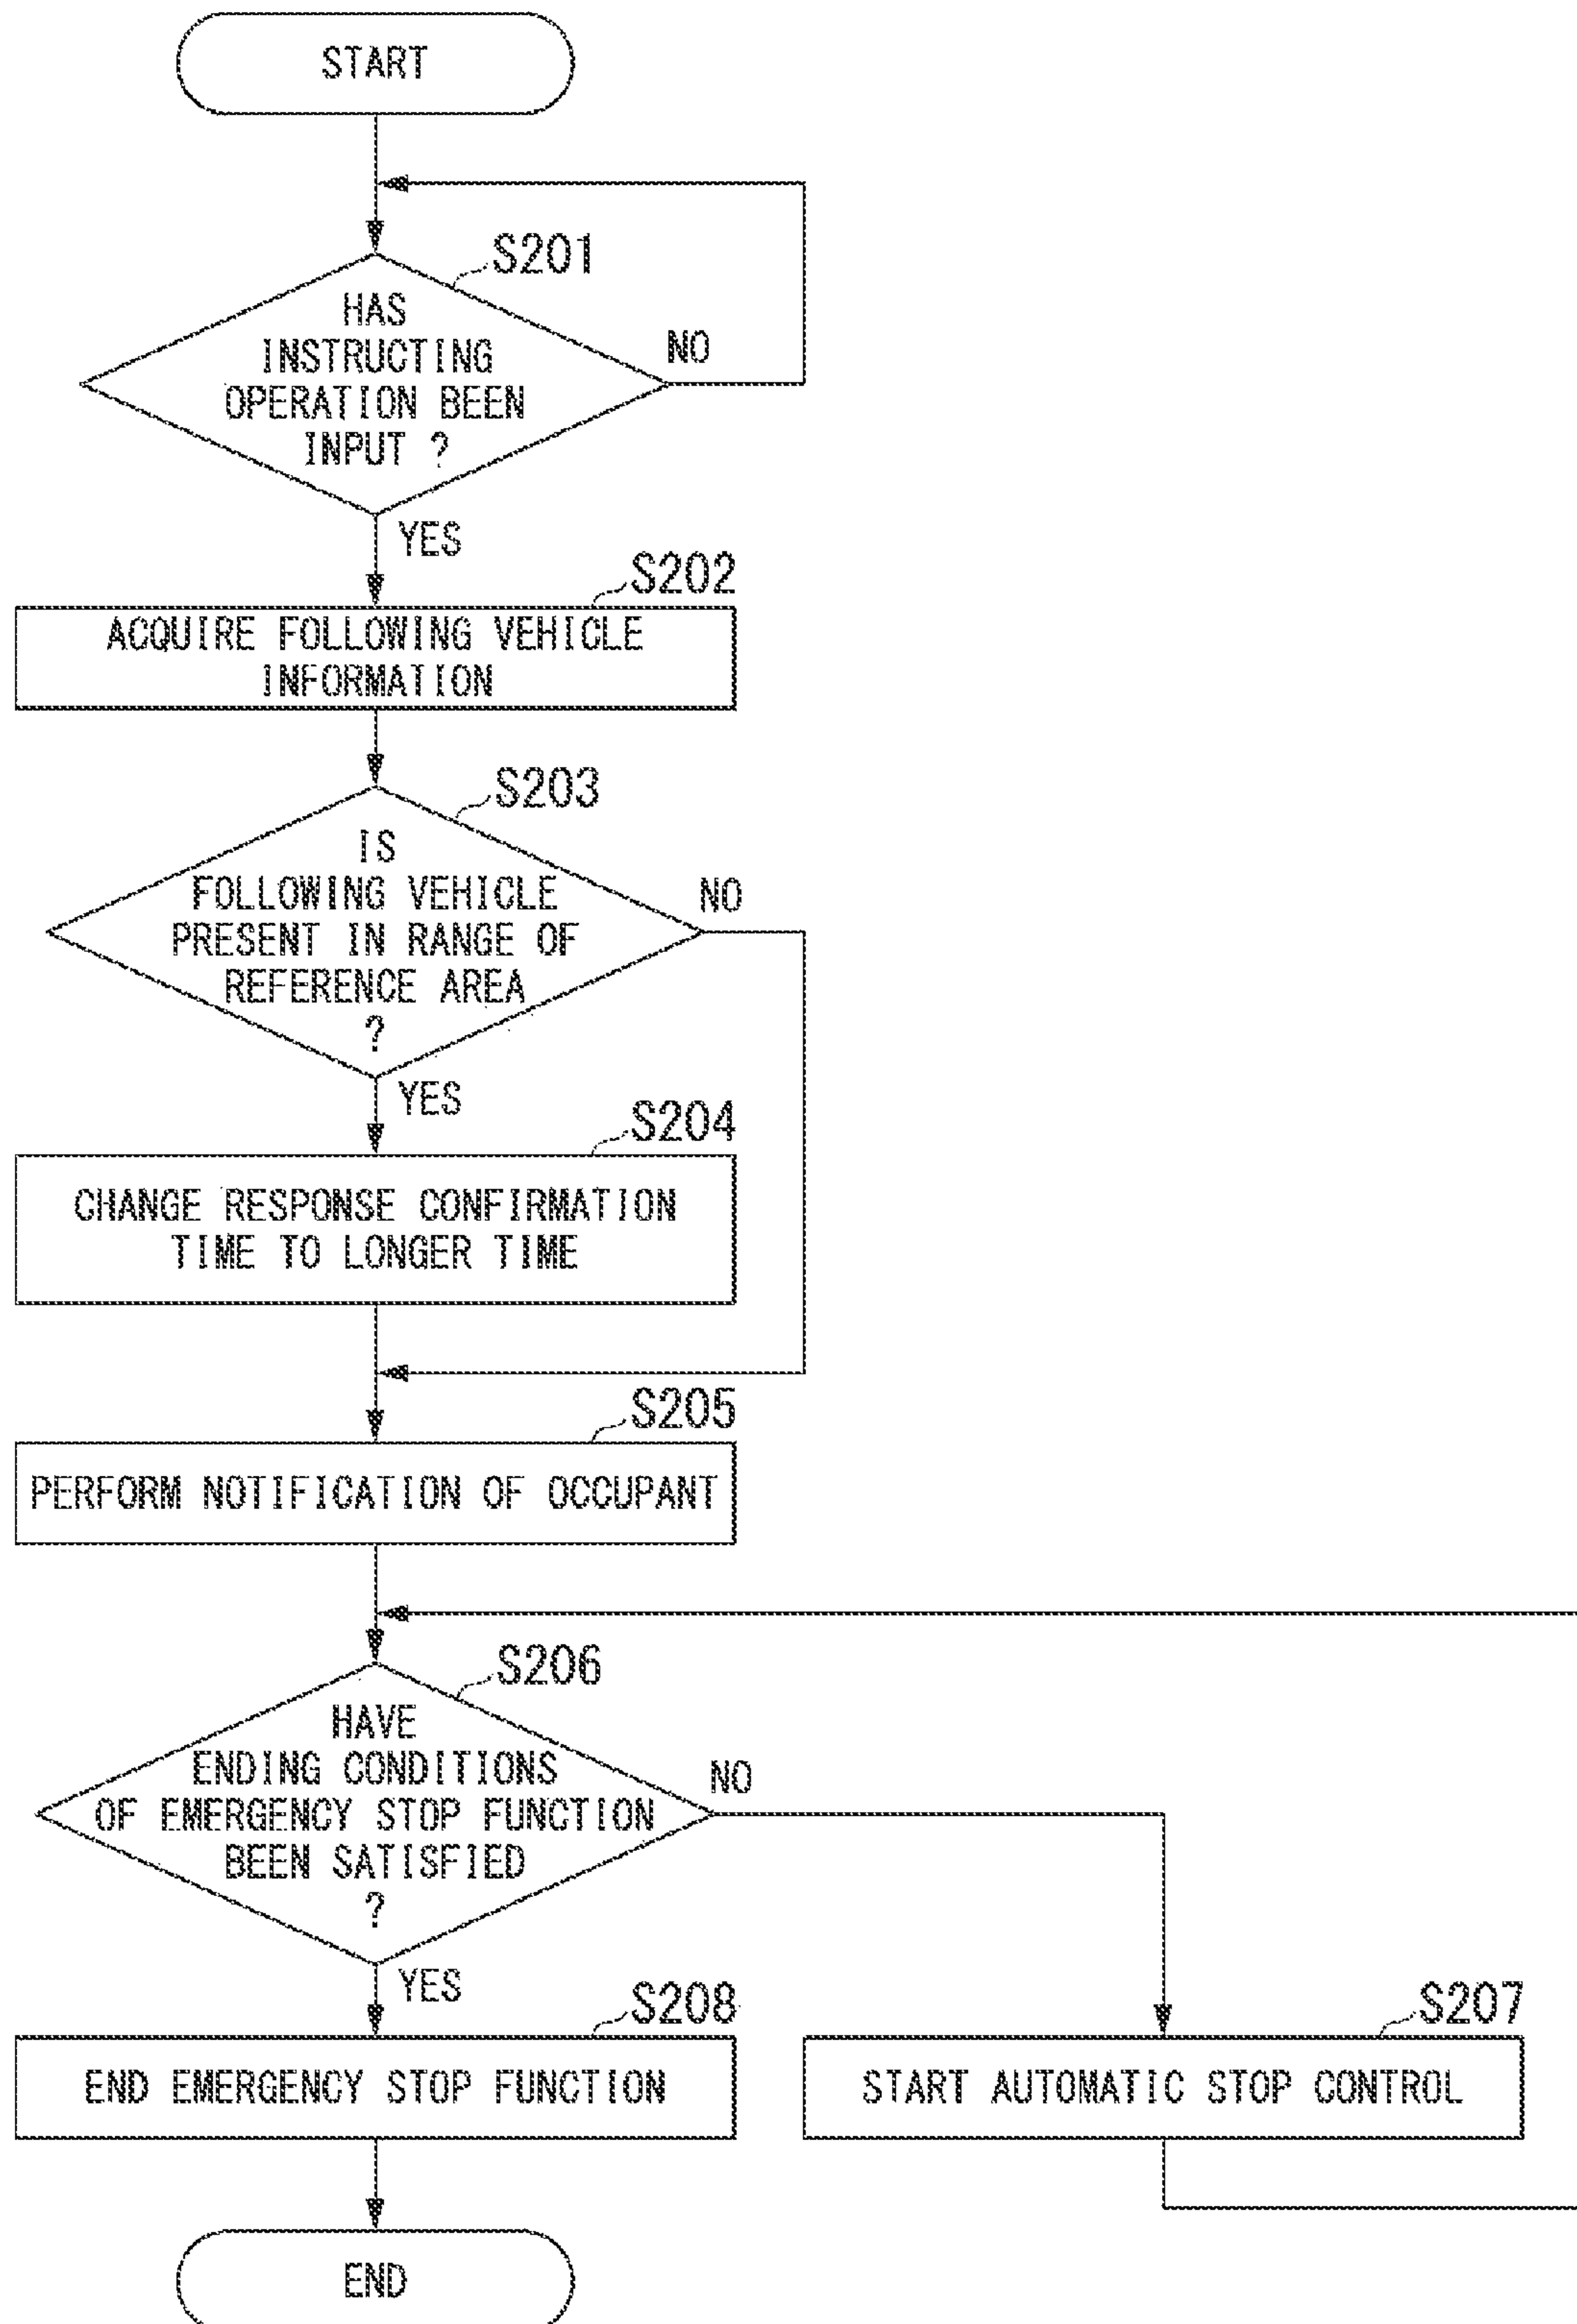 START
S201
HAS
INSTRUCTING
OPERATION BEEN
INPUT ?
NO
YES
S202
ACQUIRE FOLLOWING VEHICLE
INFORMATION
S203
IS
FOLLOWING VEHICLE
PRESENT IN RANGE OF
REFERENCE AREA
?
NO
YES
S204
CHANGE RESPONSE CONFIRMATION
TIME TO LONGER TIME
S205
PERFORM NOTIFICATION OF OCCUPANT
S206
HAVE
ENDING CONDITIONS
OF EMERGENCY STOP FUNCTION
BEEN SATISFIED
?
NO
YES
S208
END EMERGENCY STOP FUNCTION
S207
START AUTOMATIC STOP CONTROL
END